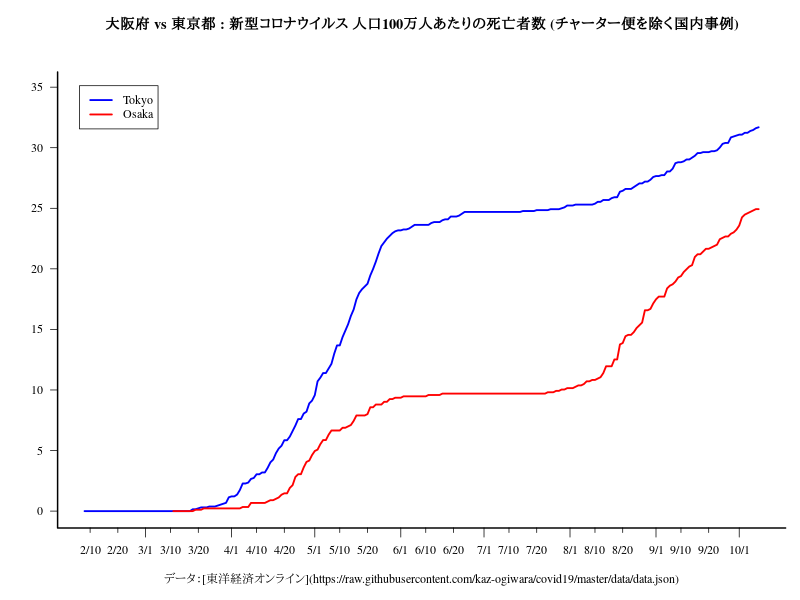 大阪府 vs 東京都 : 新型コロナウイルス 人口100万人あたりの死亡者数 (チャーター便を除く国内事例)
35
30
25
20
15
10
5
0
Tokyo
Osaka
2/10 2/20 3/1 3/10 3/20 4/1 4/10 4/20 5/1 5/10 5/20 6/1 6/10 6/20 7/1 7/10 7/20 8/1 8/10 8/20 9/1 9/10 9/20 10/1
データ : [東洋経済オンライン](https://raw.githubusercontent.com/kaz-ogiwara/covid19/master/data/data.json)